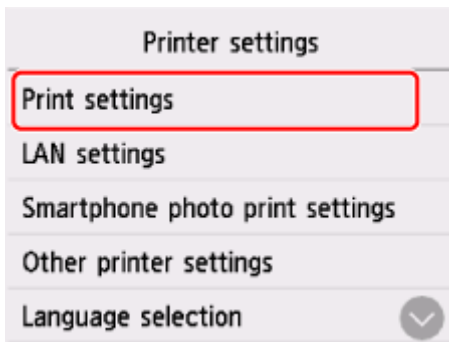 Printer settings
Print settings
LAN settings
Smartphone photo print settings
Other printer settings
Language selection